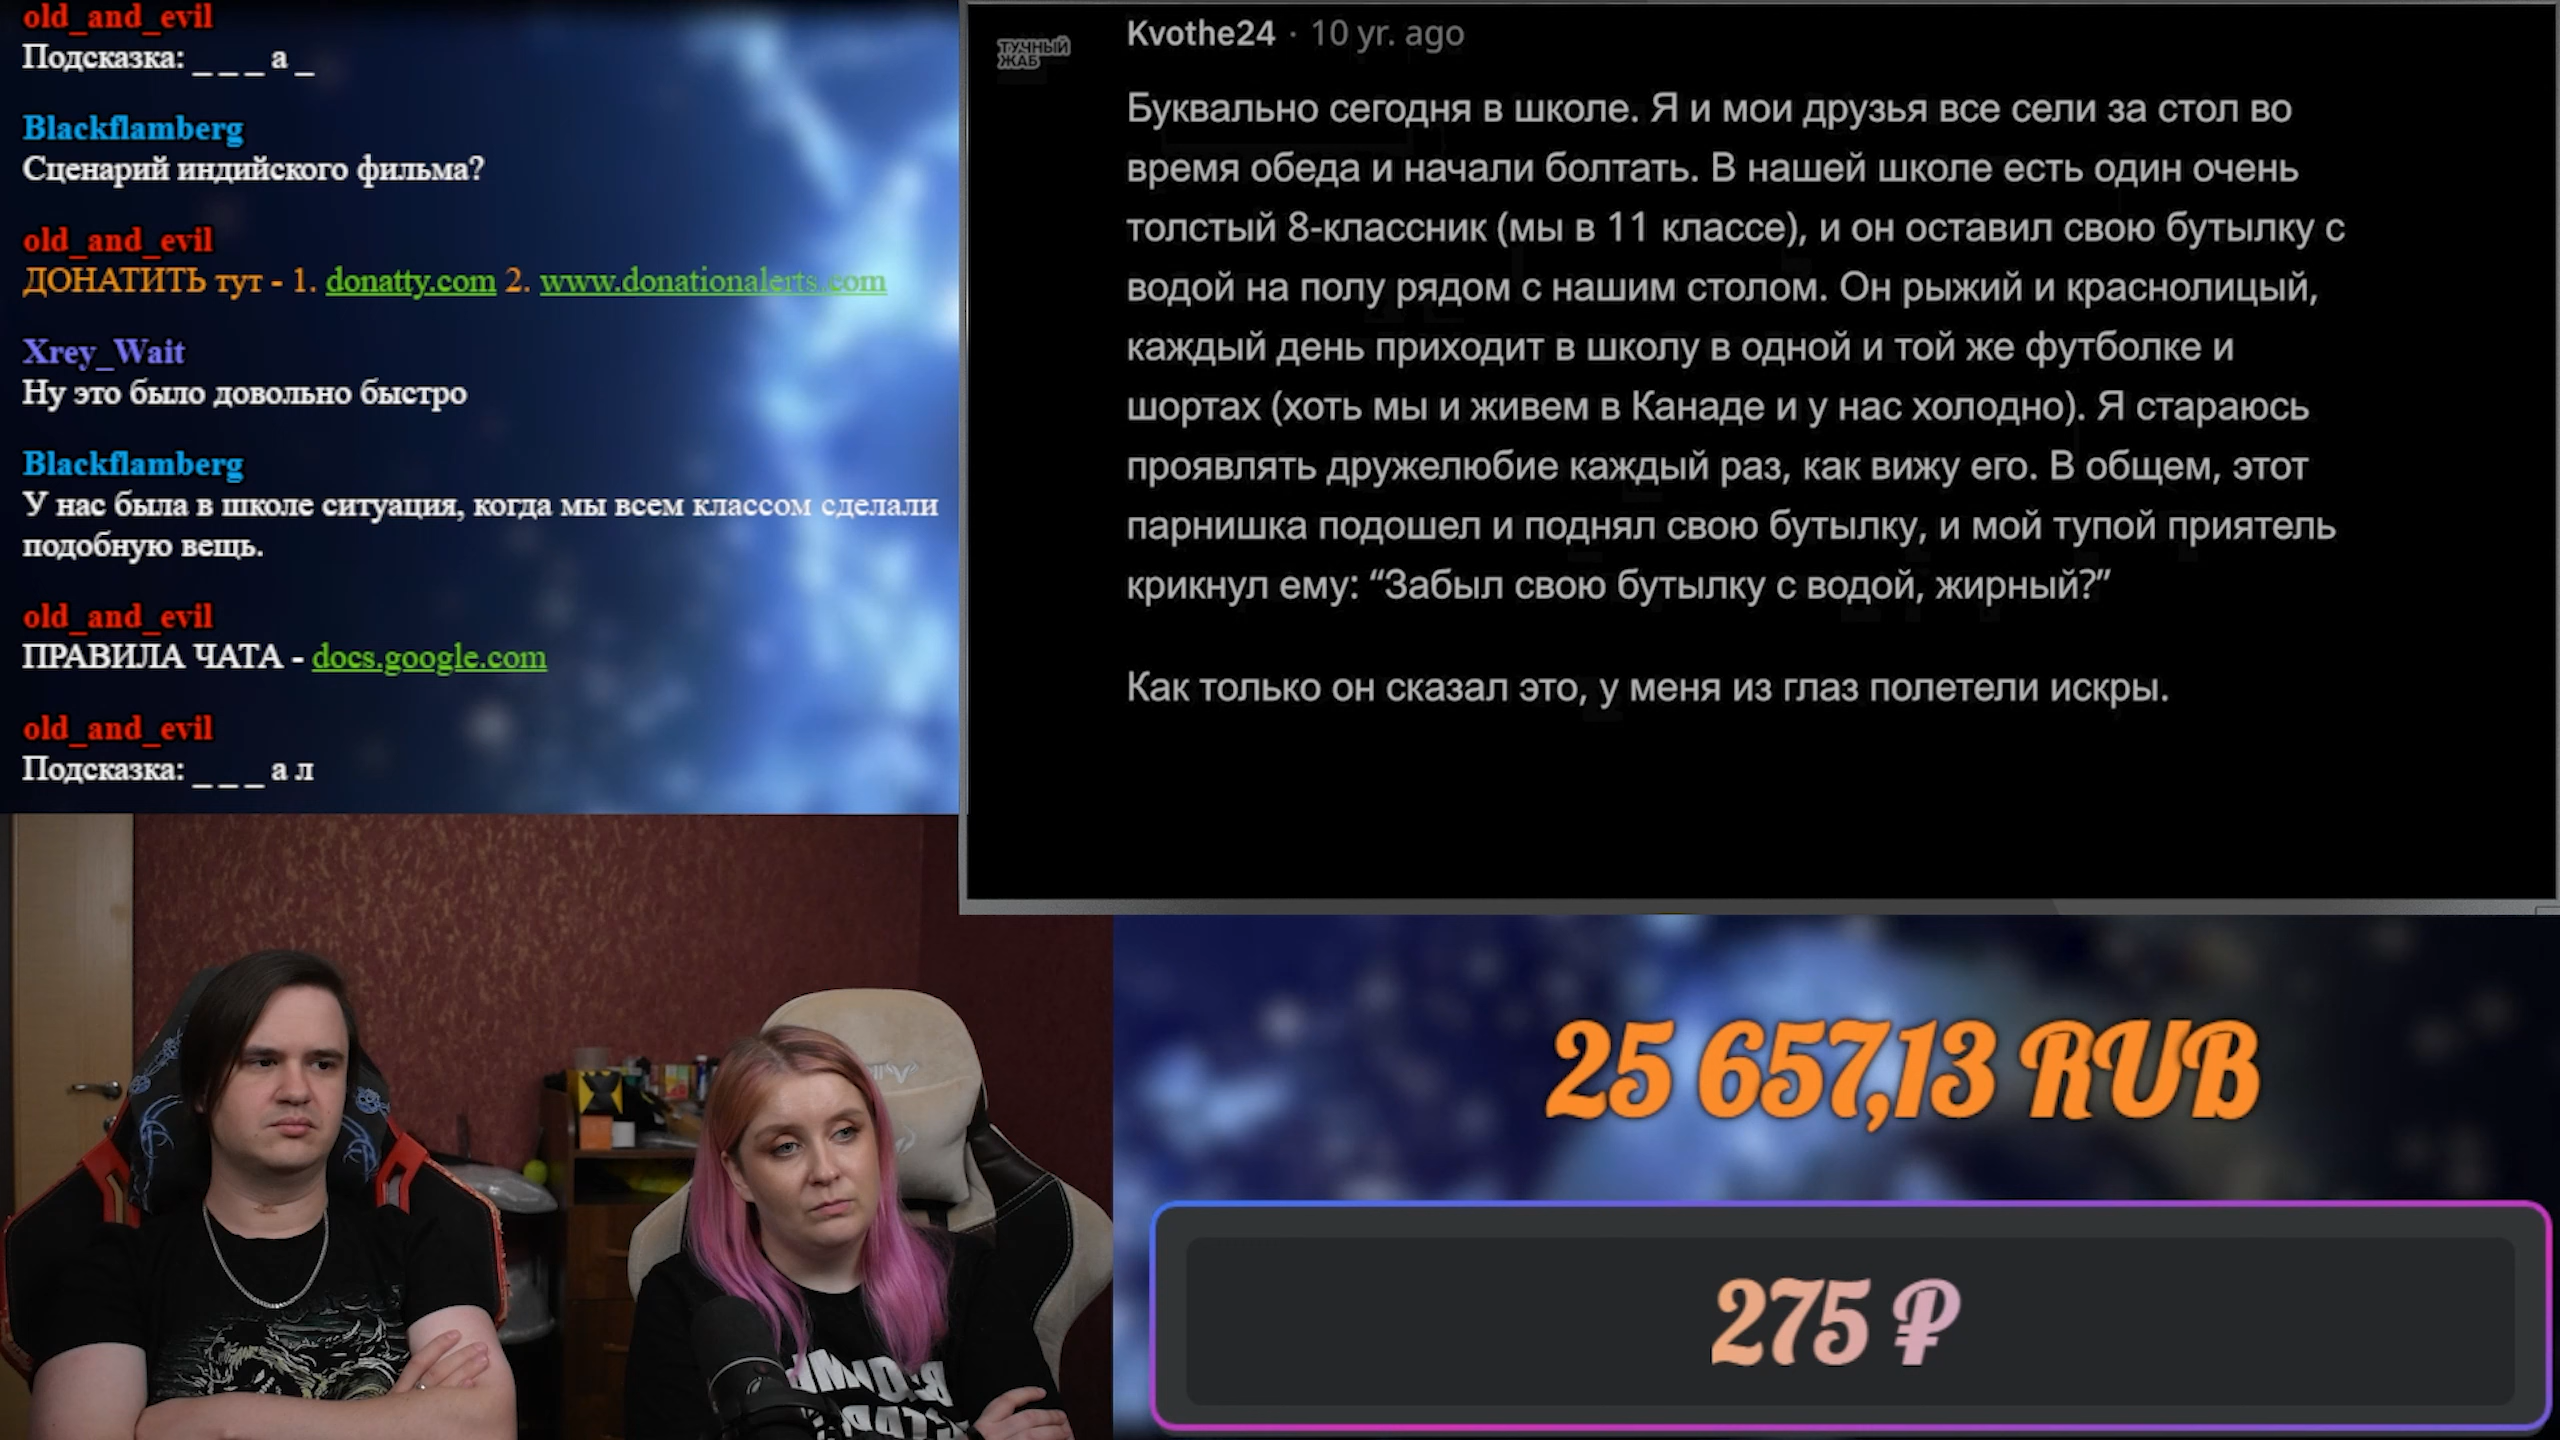 old_and_evil
Подсказка: _ _ _ а _
Blackflamberg
Сценарий индийского фильма?
old_and_evil
ДОНАТИТЬ тут - 1. donatty.com 2. www.donationalerts.com
Xrey_Wait
Ну это было довольно быстро
Blackflamberg
У нас была в школе ситуация, когда мы всем классом сделали
подобную вещь.
old_and_evil
ПРАВИЛА ЧАТА - docs.google.com
old_and_evil
Подсказка: _ _ _ а л
ТУЧНЫЙ
ЖАБ
Kvothe24 · 10 yr. ago
Буквально сегодня в школе. Я и мои друзья все сели за стол во
время обеда и начали болтать. В нашей школе есть один очень
толстый 8-классник (мы в 11 классе), и он оставил свою бутылку с
водой на полу рядом с нашим столом. Он рыжий и краснолицый,
каждый день приходит в школу в одной и той же футболке и
шортах (хоть мы и живем в Канаде и у нас холодно). Я стараюсь
проявлять дружелюбие каждый раз, как вижу его. В общем, этот
парнишка подошел и поднял свою бутылку, и мой тупой приятель
крикнул ему: “Забыл свою бутылку с водой, жирный?”
Как только он сказал это, у меня из глаз полетели искры.
25 657,13 RUB
275 ₽